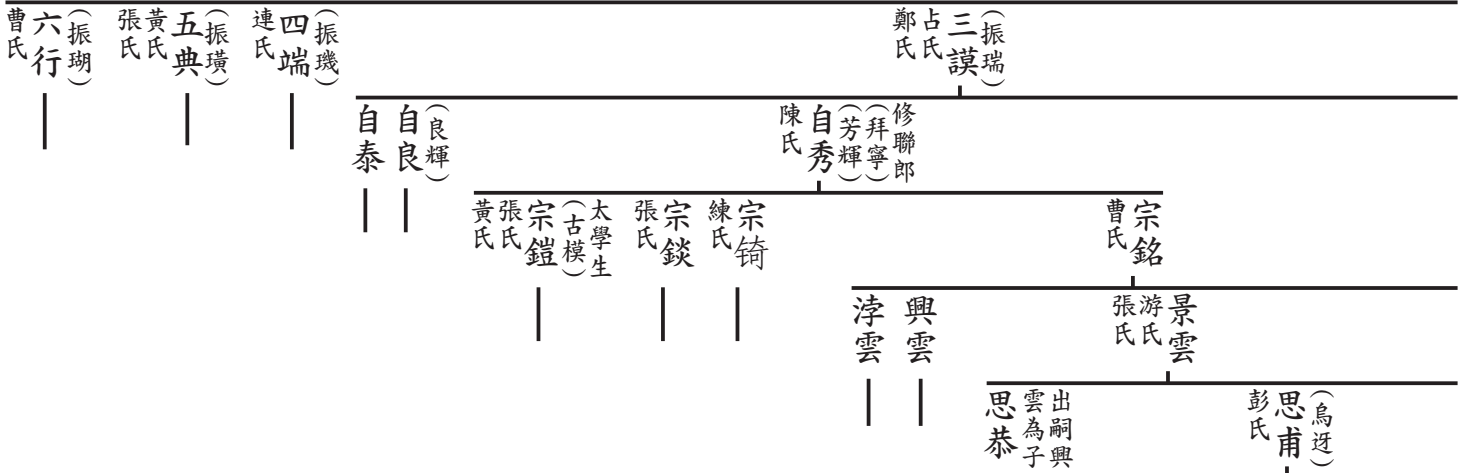 (振瑞)
三謨
占氏
鄭氏
(振璣)
四端
連氏
(振璜)
五典
黃氏
張氏
(振瑚)
六行
曹氏
修聯郎
(拜寧)
(芳輝)
自秀
陳氏
(良輝)
自良
自泰
宗銘
曹氏
宗锜
練氏
宗錟
張氏
太學生
(古模)
宗鎧
張氏
黃氏
景雲
游氏
張氏
興雲
浡雲
(烏迓)
思甫
彭氏
出嗣興
雲為子
思恭